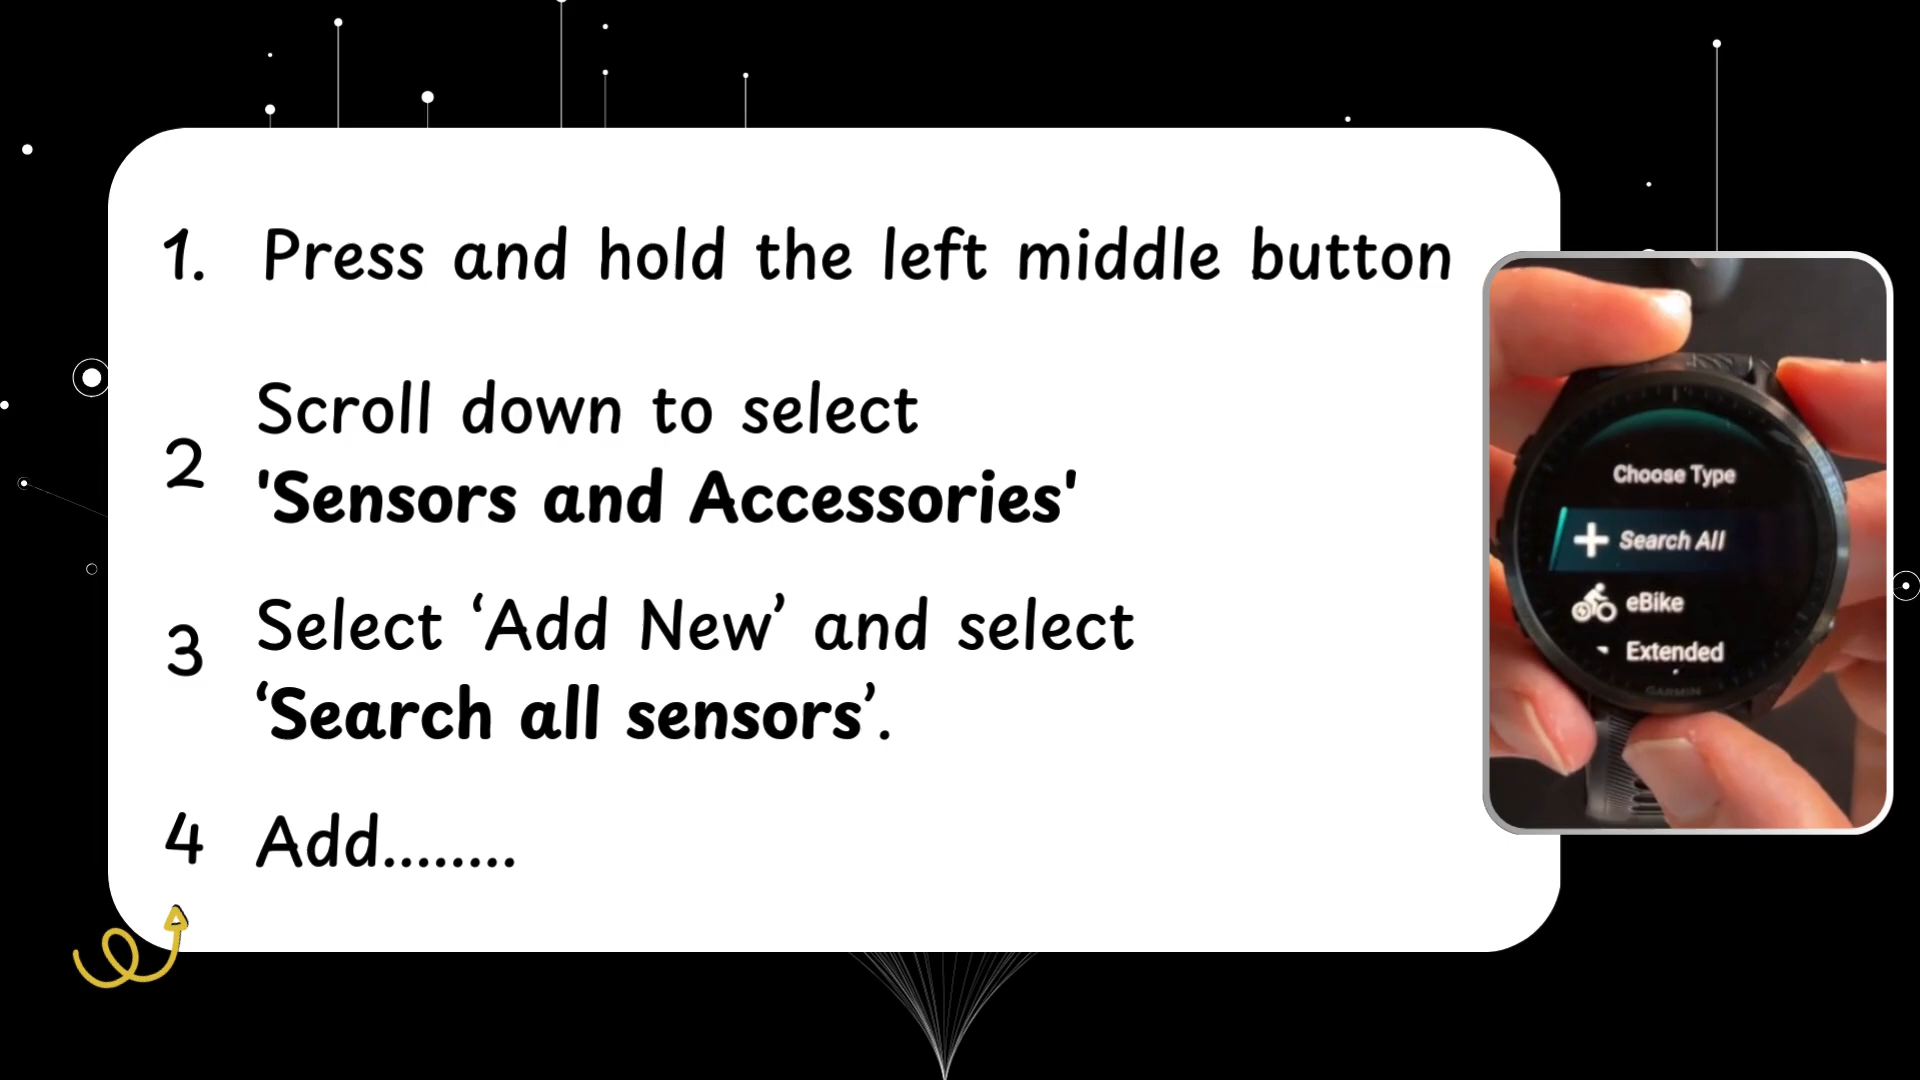 1. Press and hold the left middle button
2 Scroll down to select
'Sensors and Accessories'
3 Select ‘Add New’ and select
‘Search all sensors’.
4 Add........
Choose Type
Search All
eBike
Extended
GARMIN